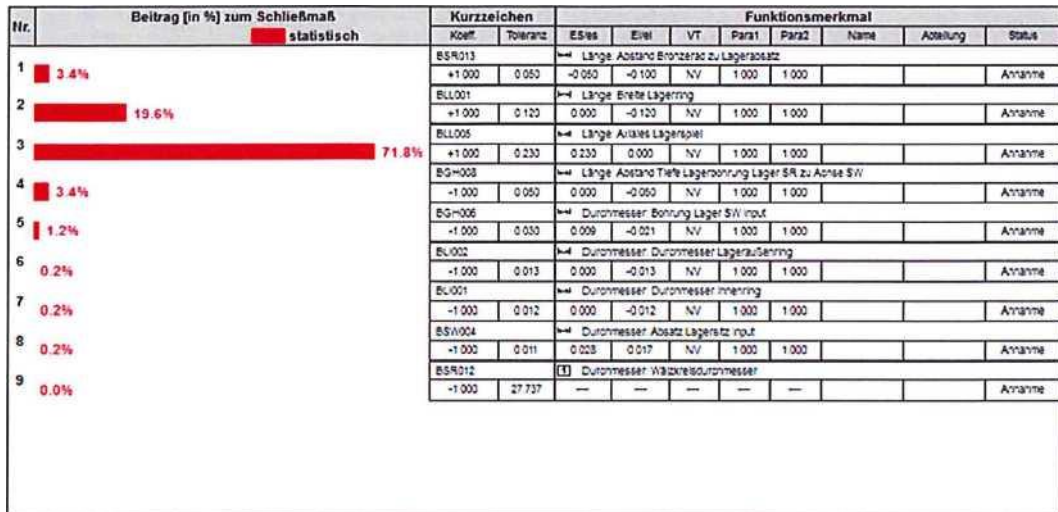 Nr. Beitrag [in %] zum Schließmaß Kurzzeichen Funktionsmerkmal
statistisch Koeff. Toleranz ES/es EI/ei VT Para1 Para2 Name Abteilung Status
BSR013 Länge: Abstand Bronzerad zu Lagerabsatz
1 3.4% +1.000 0.050 -0.050 -0.100 NV 1.000 1.000 Annahme
BLL001 Länge: Breite Lagerring
2 19.6% +1.000 0.120 0.000 -0.120 NV 1.000 1.000 Annahme
BLL005 Länge: Axiales Lagerspiel
3 71.8% +1.000 0.230 0.230 0.000 NV 1.000 1.000 Annahme
BGH008 Länge: Abstand Tiefe Lagerbohrung Lager SR zu Achse SW
4 3.4% -1.000 0.050 0.000 -0.050 NV 1.000 1.000 Annahme
BGH006 Durchmesser: Bohrung Lager SW input
5 1.2% -1.000 0.030 0.009 -0.021 NV 1.000 1.000 Annahme
BLI002 Durchmesser: Durchmesser Lageraußenring
6 0.2% -1.000 0.013 0.000 -0.013 NV 1.000 1.000 Annahme
BLI001 Durchmesser: Durchmesser Innenring
7 0.2% -1.000 0.012 0.000 -0.012 NV 1.000 1.000 Annahme
BSW004 Durchmesser: Absatz Lagersitz input
8 0.2% -1.000 0.011 0.028 0.017 NV 1.000 1.000 Annahme
BSR012 1 Durchmesser: Wälzkreisdurchmesser
9 0.0% -1.000 27.737 --- --- --- --- --- Annahme